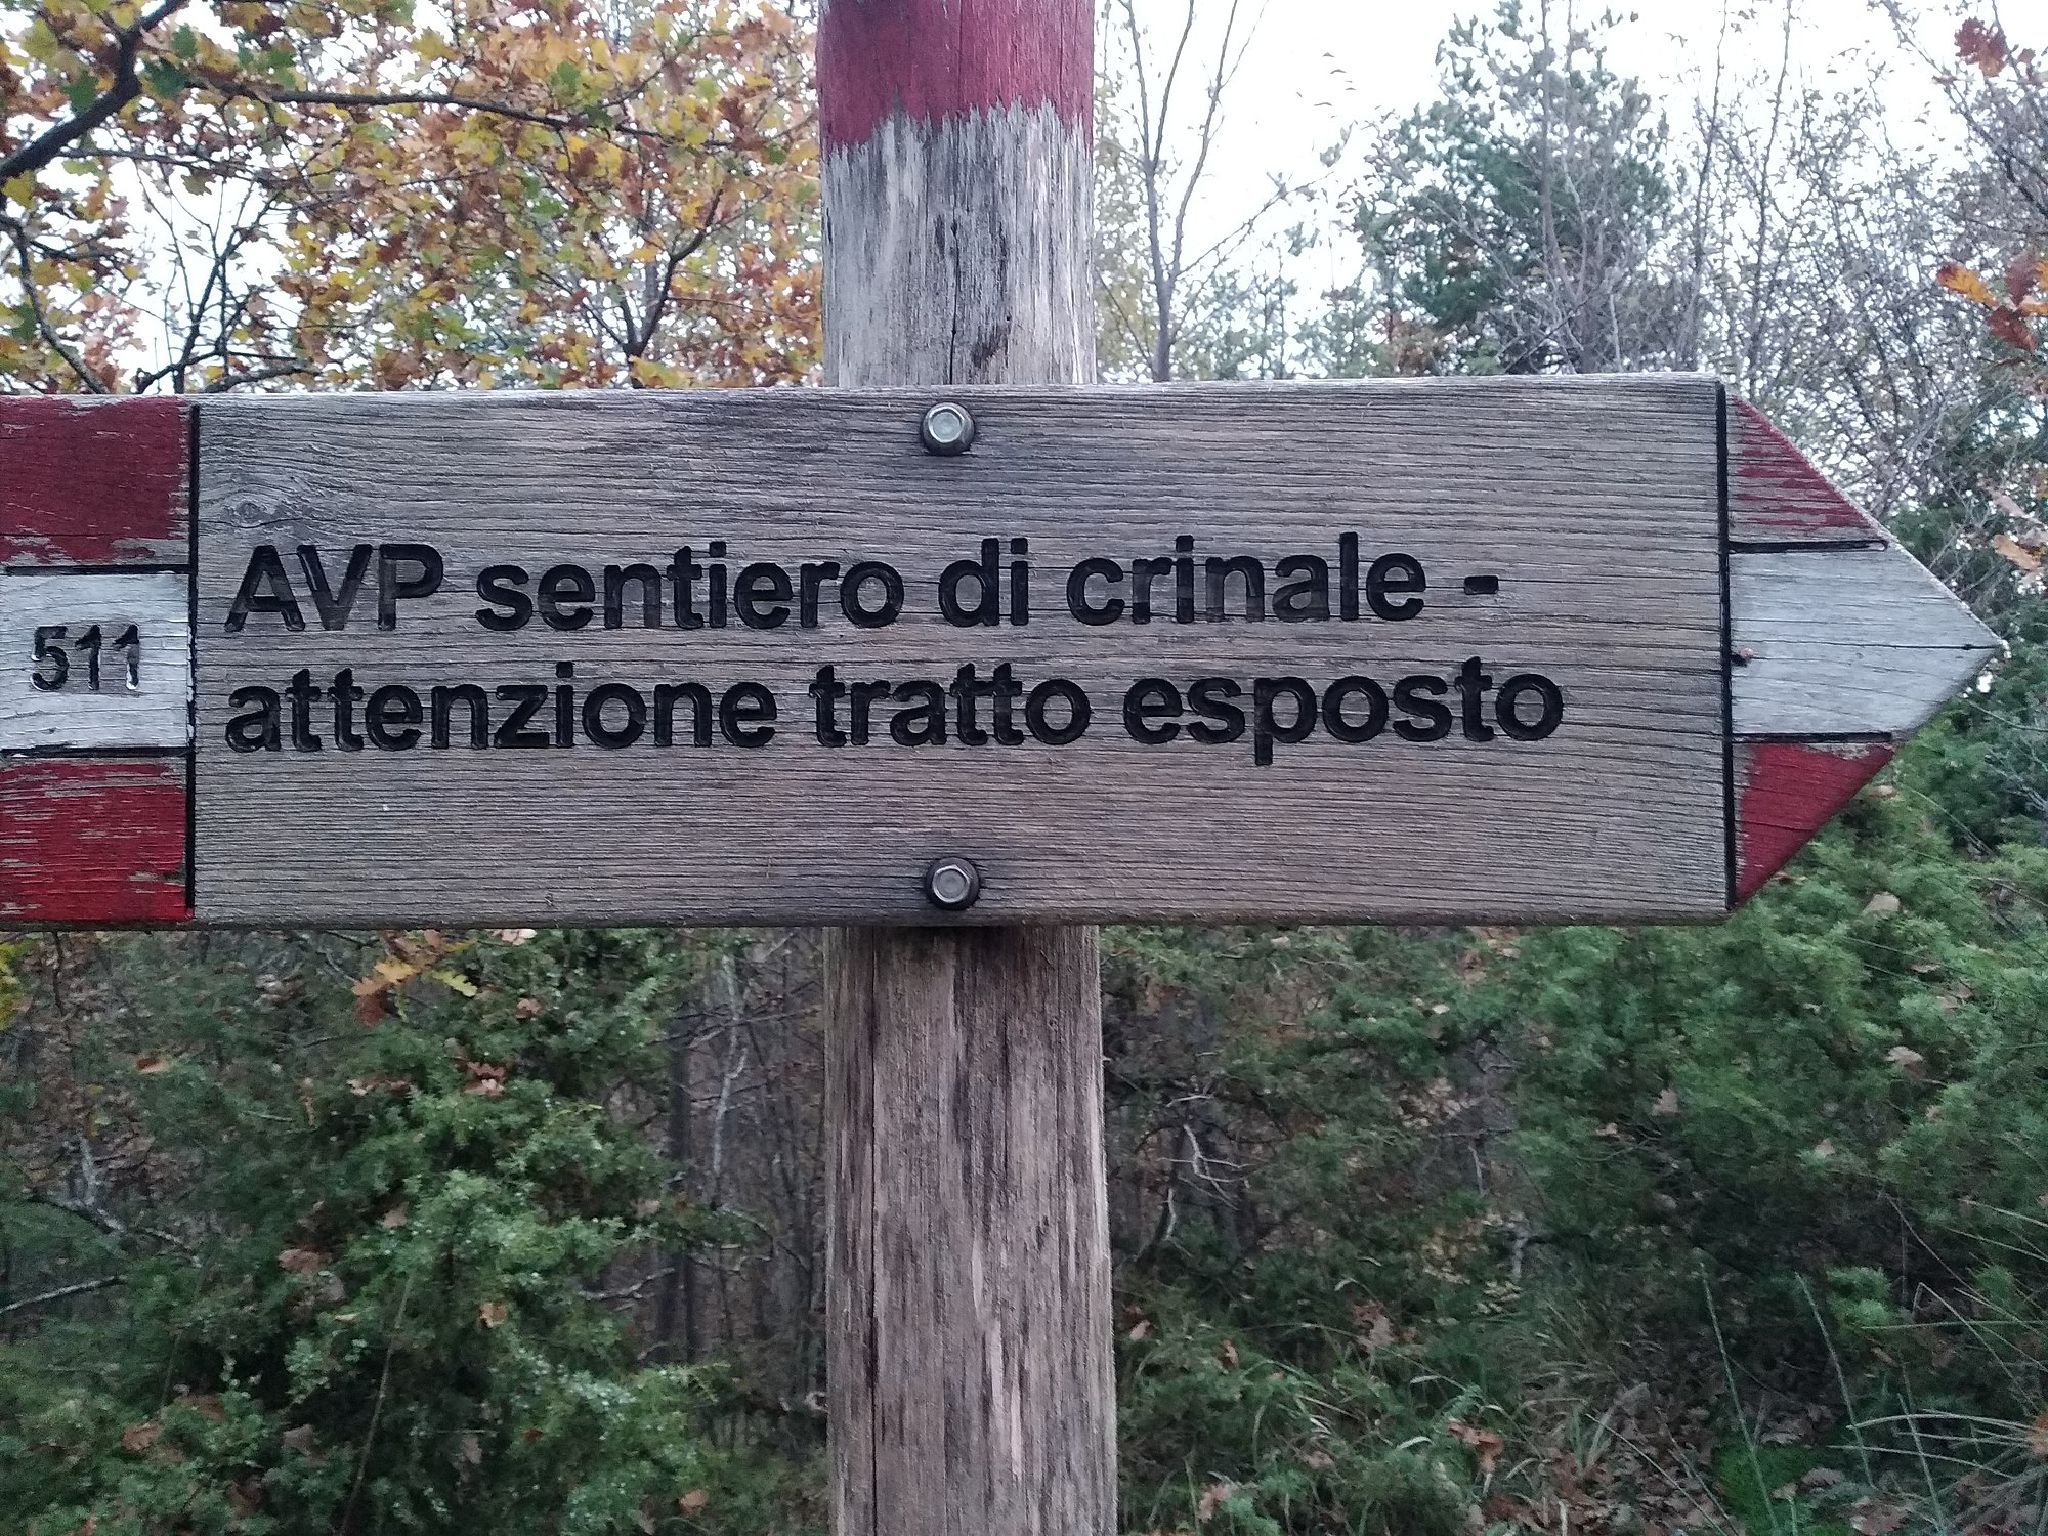 511
AVP sentiero di crinale -
attenzione tratto esposto